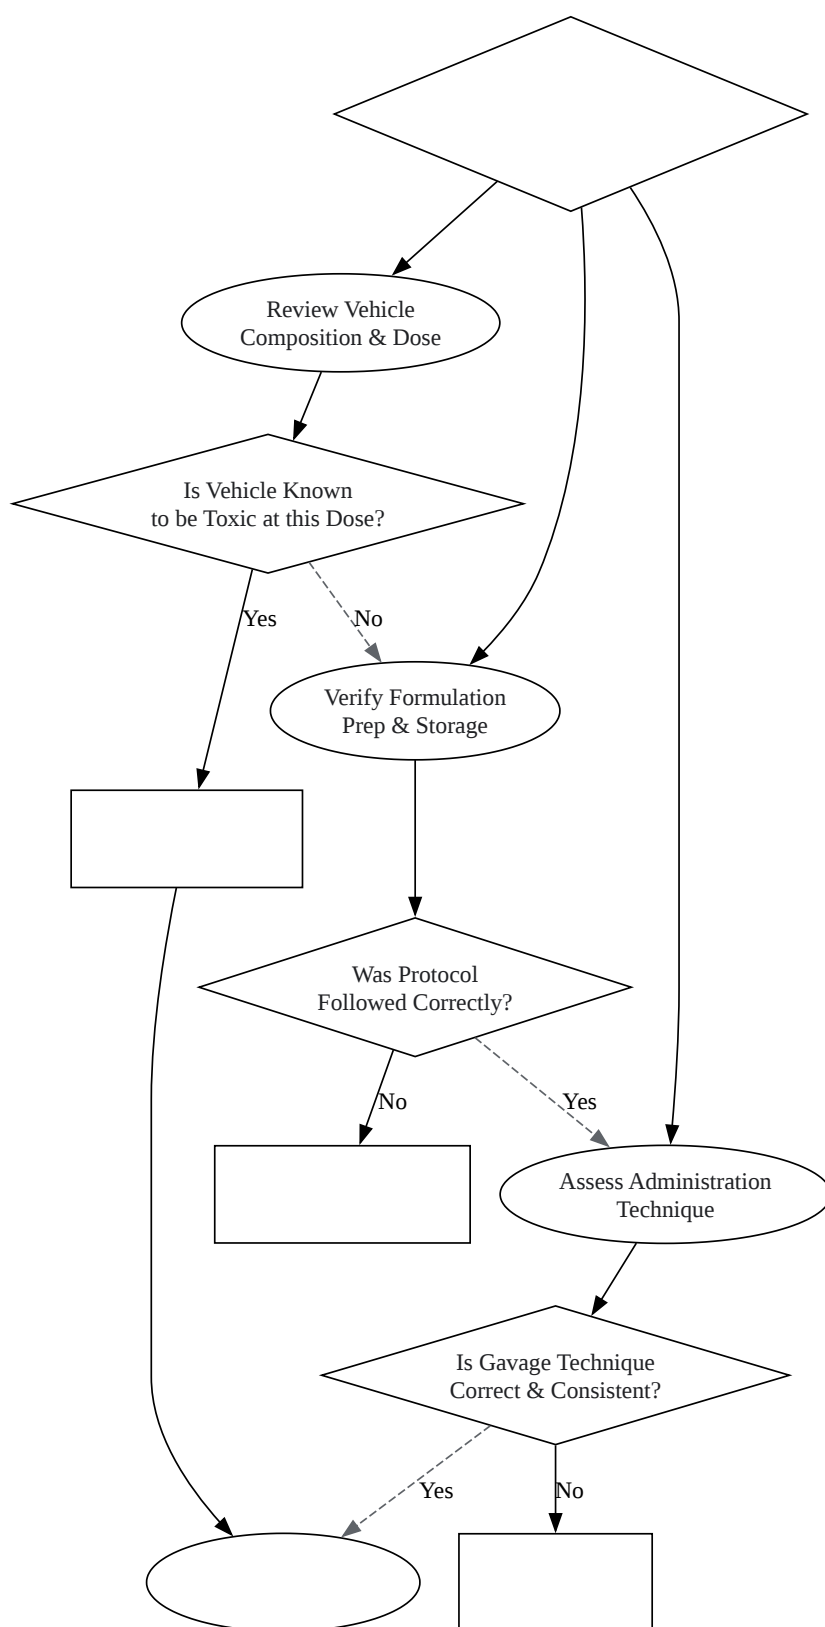 Review Vehicle
Composition & Dose
Is Vehicle Known
to be Toxic at this Dose?
Yes
No
Verify Formulation
Prep & Storage
Was Protocol
Followed Correctly?
No
Yes
Assess Administration
Technique
Is Gavage Technique
Correct & Consistent?
Yes
No